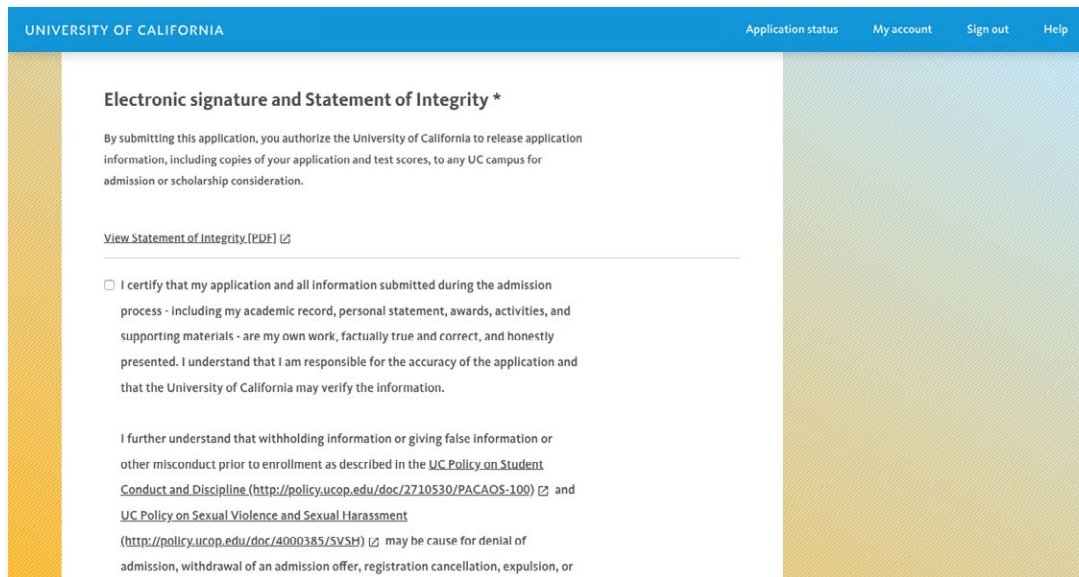 UNIVERSITY OF CALIFORNIA
Application status
My account
Sign out
Help
Electronic signature and Statement of Integrity *
By submitting this application, you authorize the University of California to release application
information, including copies of your application and test scores, to any UC campus for
admission or scholarship consideration.
View Statement of Integrity [PDF]
I certify that my application and all information submitted during the admission
process - including my academic record, personal statement, awards, activities, and
supporting materials - are my own work, factually true and correct, and honestly
presented. I understand that I am responsible for the accuracy of the application and
that the University of California may verify the information.
I further understand that withholding information or giving false information or
other misconduct prior to enrollment as described in the UC Policy on Student
Conduct and Discipline (http://policy.ucop.edu/doc/2710530/PACAOS-100) and
UC Policy on Sexual Violence and Sexual Harassment
(http://policy.ucop.edu/doc/4000385/SVSH) may be cause for denial of
admission, withdrawal of an admission offer, registration cancellation, expulsion, or